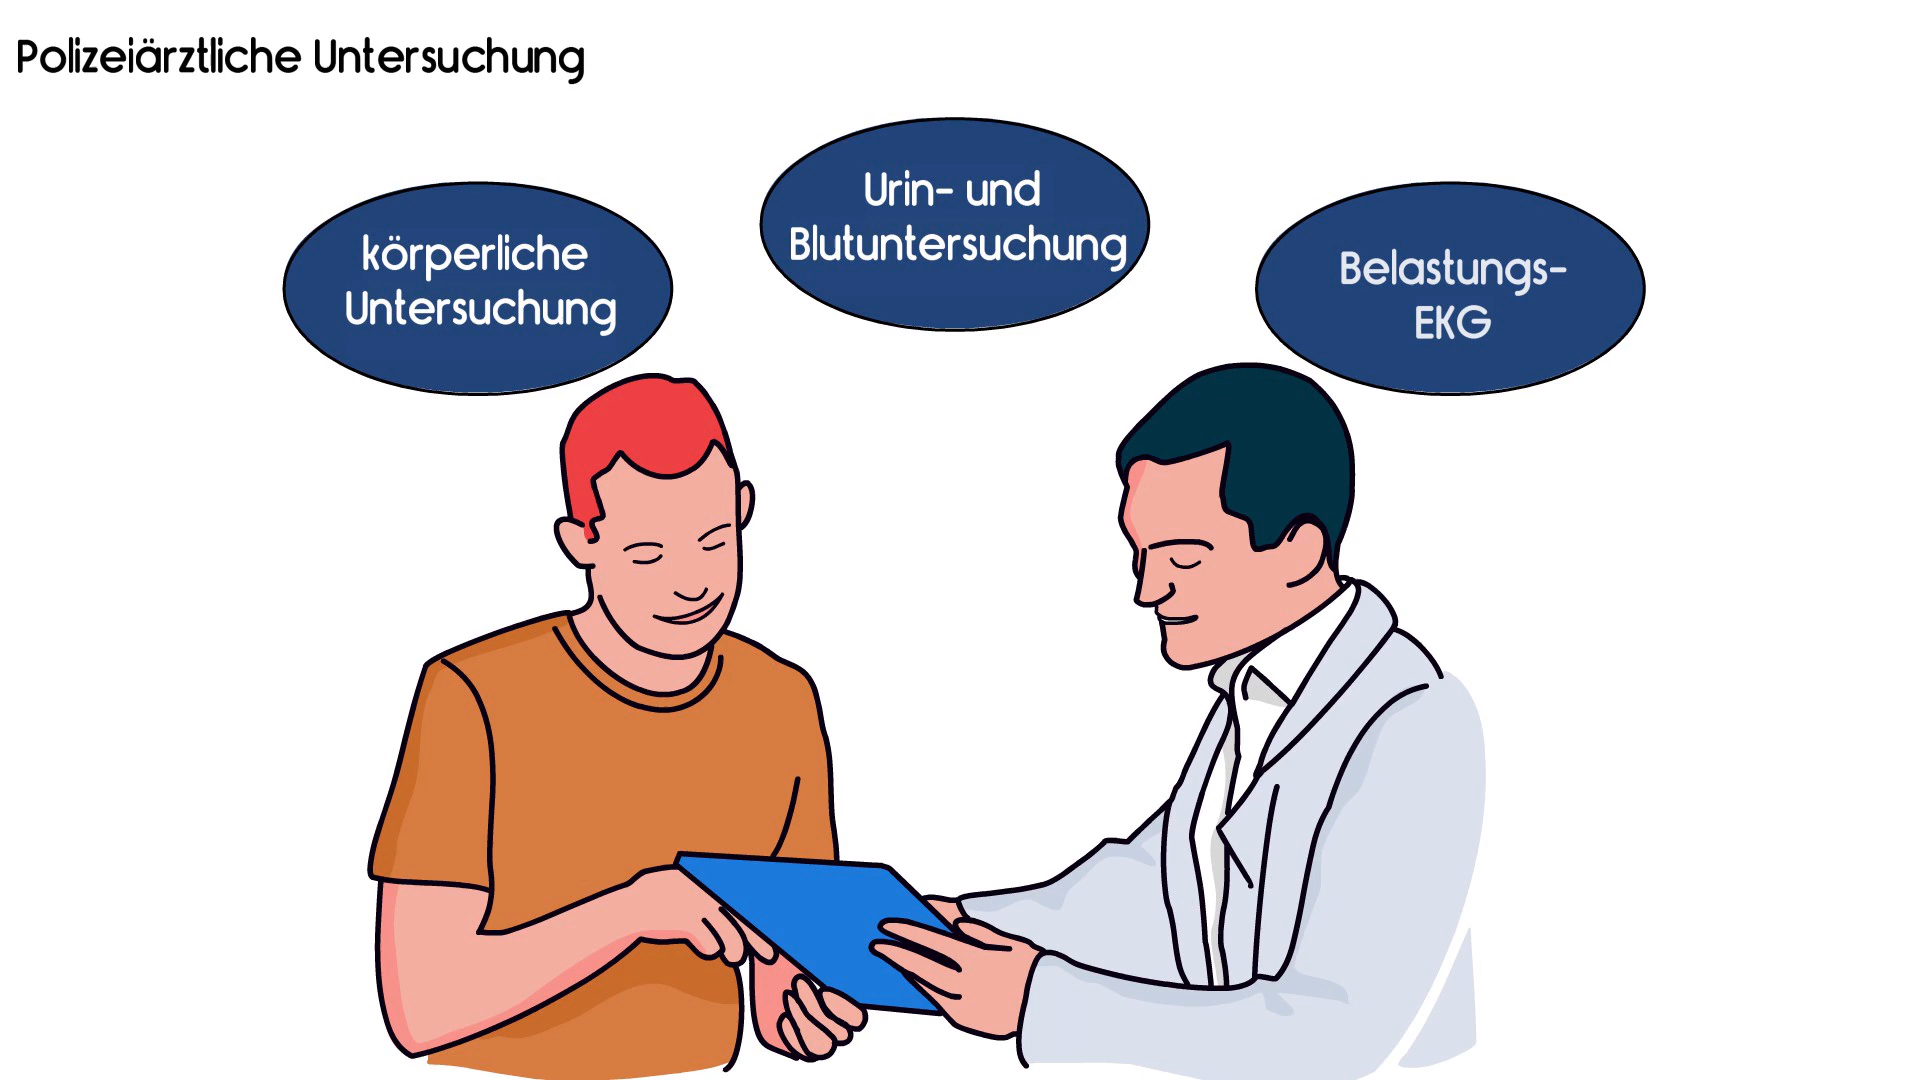 Polizeiärztliche Untersuchung
körperliche
Untersuchung
Urin- und
Blutuntersuchung
Belastungs-
EKG